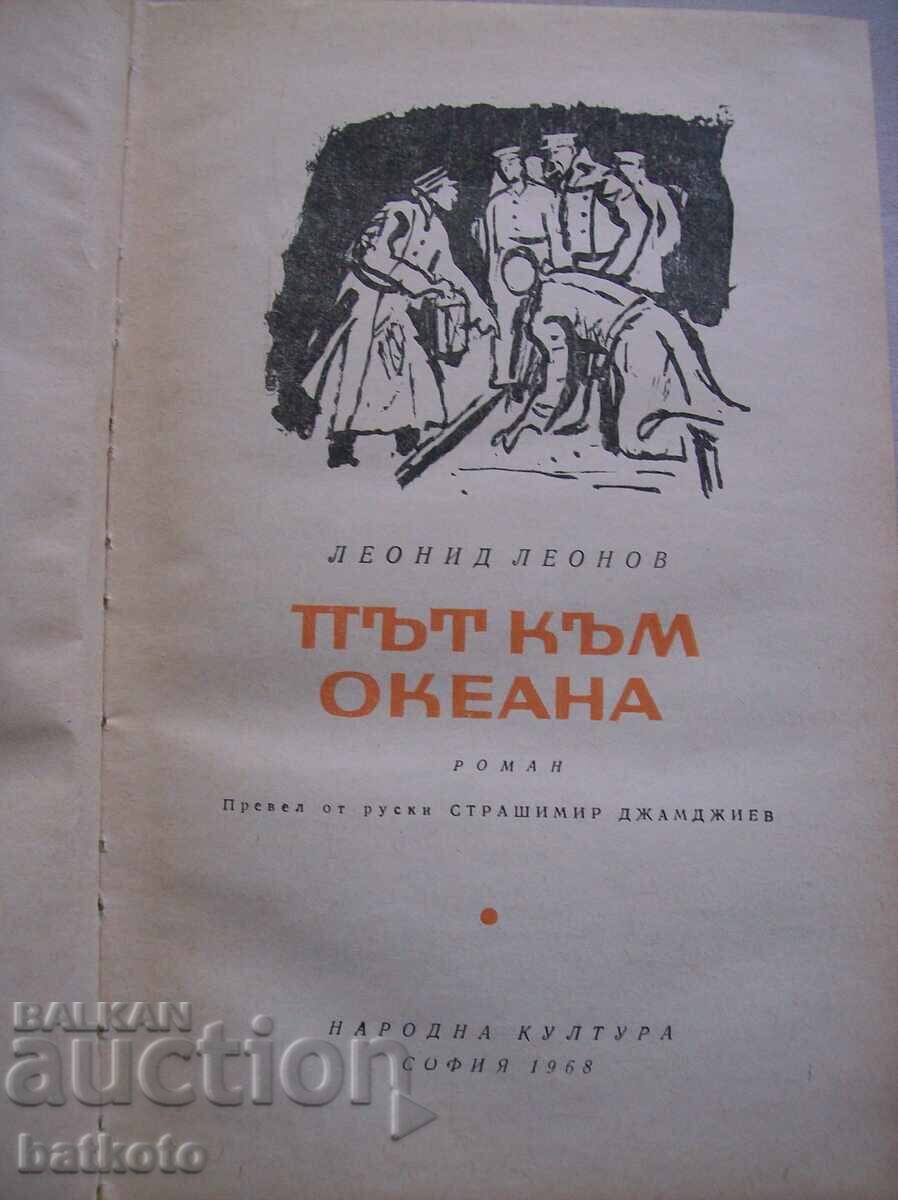 ЛЕОНИД ЛЕОНОВ
ПЪТ КЪМ
ОКЕАНА
РОМАН
Превел от руски СТРАШИМИР ДЖАМДЖИЕВ
НАРОДНА КУЛТУРА
СОФИЯ 1968
BALKAN
auction
batkoto